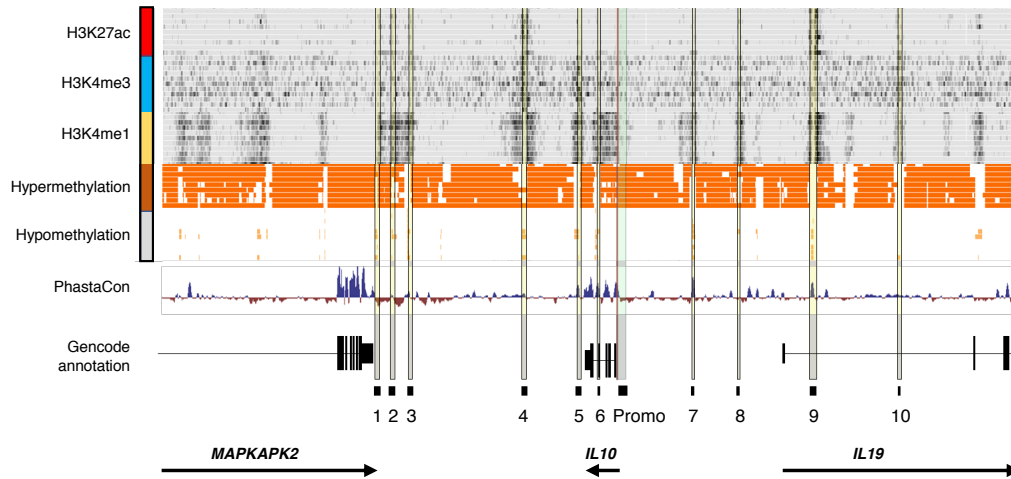 H3K27ac
H3K4me3
H3K4me1
Hypermethylation
Hypomethylation
PhastaCon
Gencode
annotation
1 2 3 4 5 6 Promo 7 8 9 10
MAPKAPK2 IL10 IL19